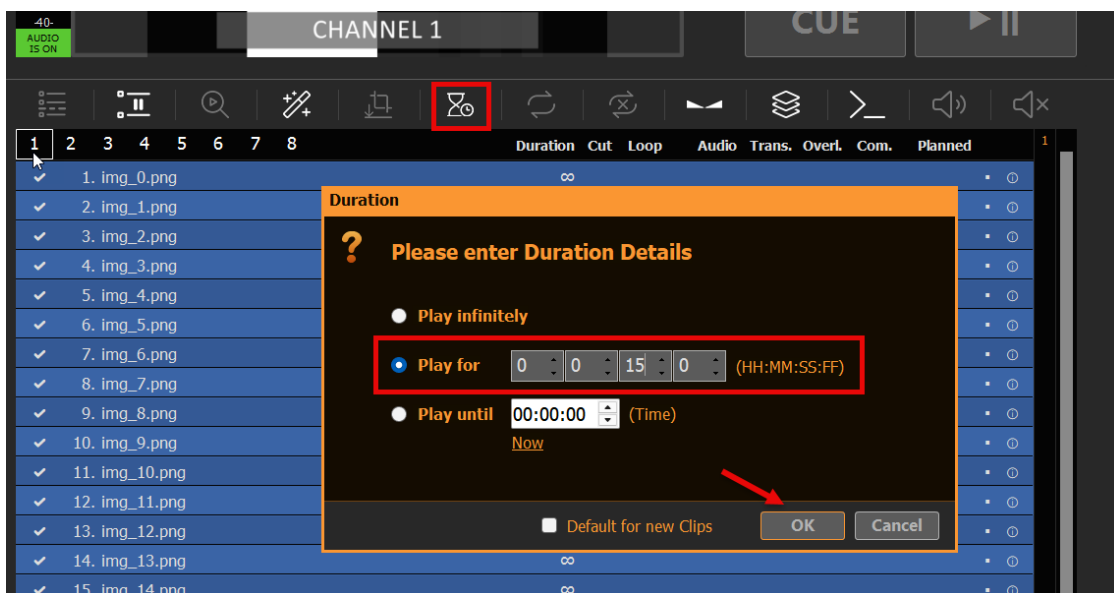 -40-
AUDIO
IS ON
CHANNEL 1
CUE
1 2 3 4 5 6 7 8 Duration Cut Loop Audio Trans. Overl. Com. Planned 1
1. img_0.png ∞
2. img_1.png
3. img_2.png
4. img_3.png
5. img_4.png
6. img_5.png
7. img_6.png
8. img_7.png
9. img_8.png
10. img_9.png
11. img_10.png
12. img_11.png
13. img_12.png
14. img_13.png ∞
15. img_14.png ∞
Duration
? Please enter Duration Details
Play infinitely
Play for 0 0 15 0 (HH:MM:SS:FF)
Play until 00:00:00 (Time)
Now
Default for new Clips OK Cancel